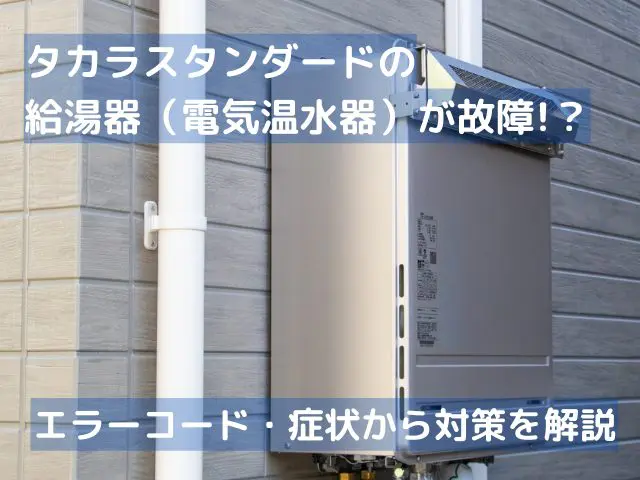 タカラスタンダードの
給湯器（電気温水器）が故障!？
エラーコード・症状から対策を解説